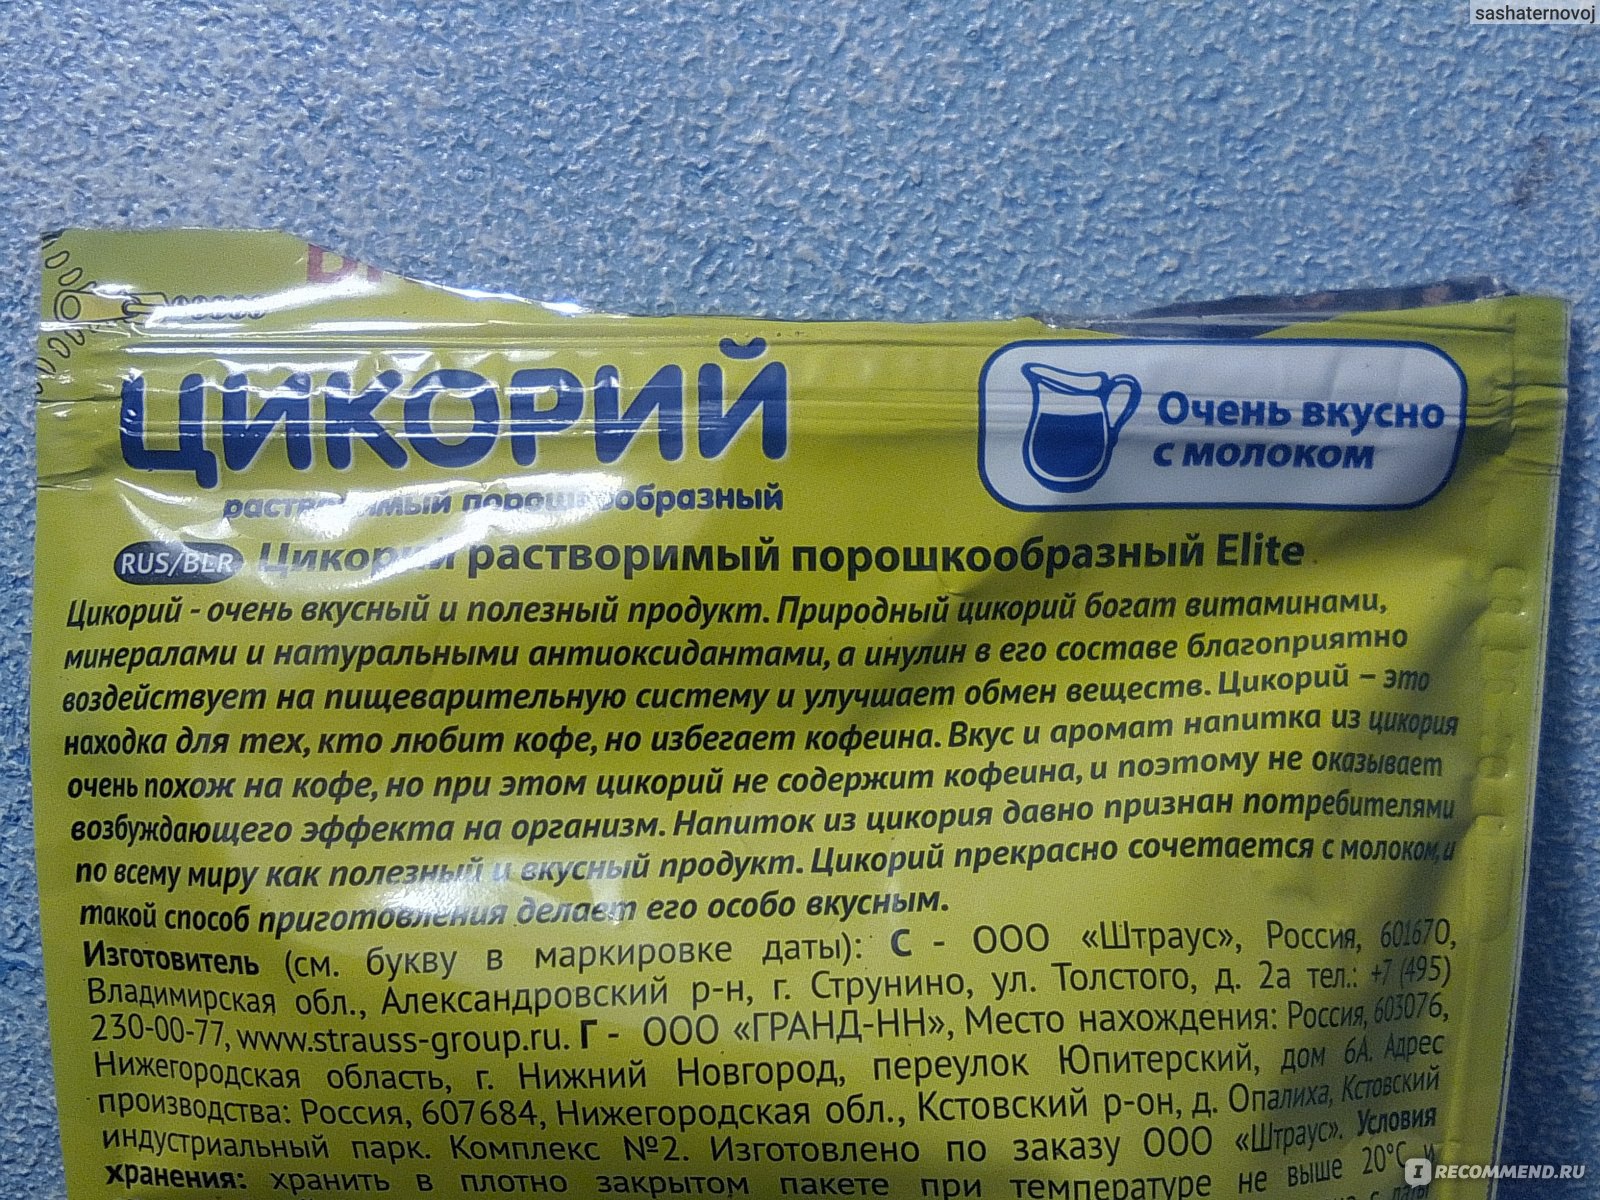 sashaternovoj
ЦИКОРИЙ
растворимый порошкообразный
Очень вкусно
с молоком
RUS/BLR Цикорий растворимый порошкообразный Elite
Цикорий - очень вкусный и полезный продукт. Природный цикорий богат витаминами,
минералами и натуральными антиоксидантами, а инулин в его составе благоприятно
воздействует на пищеварительную систему и улучшает обмен веществ. Цикорий – это
находка для тех, кто любит кофе, но избегает кофеина. Вкус и аромат напитка из цикория
очень похож на кофе, но при этом цикорий не содержит кофеина, и поэтому не оказывает
возбуждающего эффекта на организм. Напиток из цикория давно признан потребителями
по всему миру как полезный и вкусный продукт. Цикорий прекрасно сочетается с молоком, и
такой способ приготовления делает его особо вкусным.
Изготовитель (см. букву в маркировке даты): С - ООО «Штраус», Россия, 601670,
Владимирская обл., Александровский р-н, г. Струнино, ул. Толстого, д. 2а тел.: +7 (495)
230-00-77, www.strauss-group.ru. Г - ООО «ГРАНД-НН», Место нахождения: Россия, 603076,
Нижегородская область, г. Нижний Новгород, переулок Юпитерский, дом 6А. Адрес
производства: Россия, 607684, Нижегородская обл., Кстовский р-он, д. Опалиха, Кстовский
индустриальный парк. Комплекс №2. Изготовлено по заказу ООО «Штраус». Условия
хранения: хранить в плотно закрытом пакете при температуре не выше 20°С и
I RECOMMEND.RU